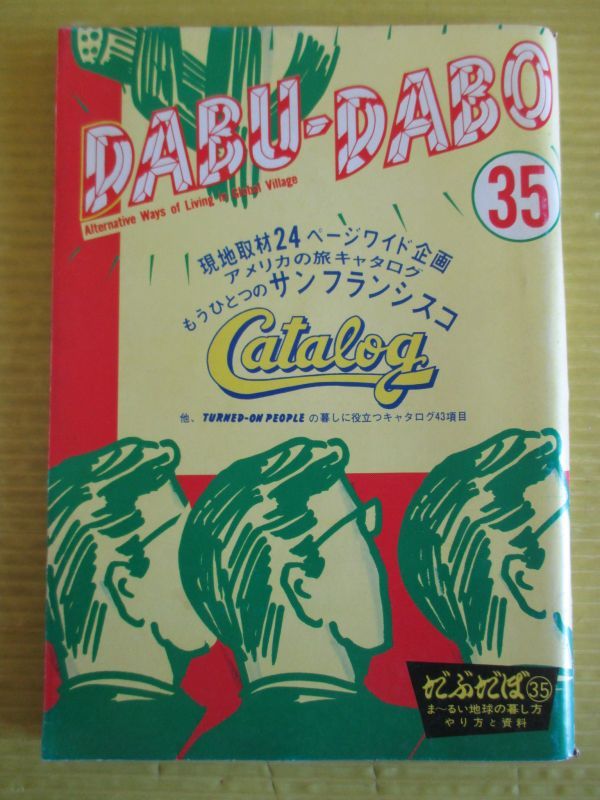 DABU-DABO
Alternative Ways of Living in Global Village
35
現地取材24ページワイド企画
アメリカの旅キャタログ
もうひとつのサンフランシスコ
Catalog
他、TURNED-ON PEOPLEの暮しに役立つキャタログ43項目
だぶだぼ㉟
ま〜るい地球の暮し方
やり方と資料